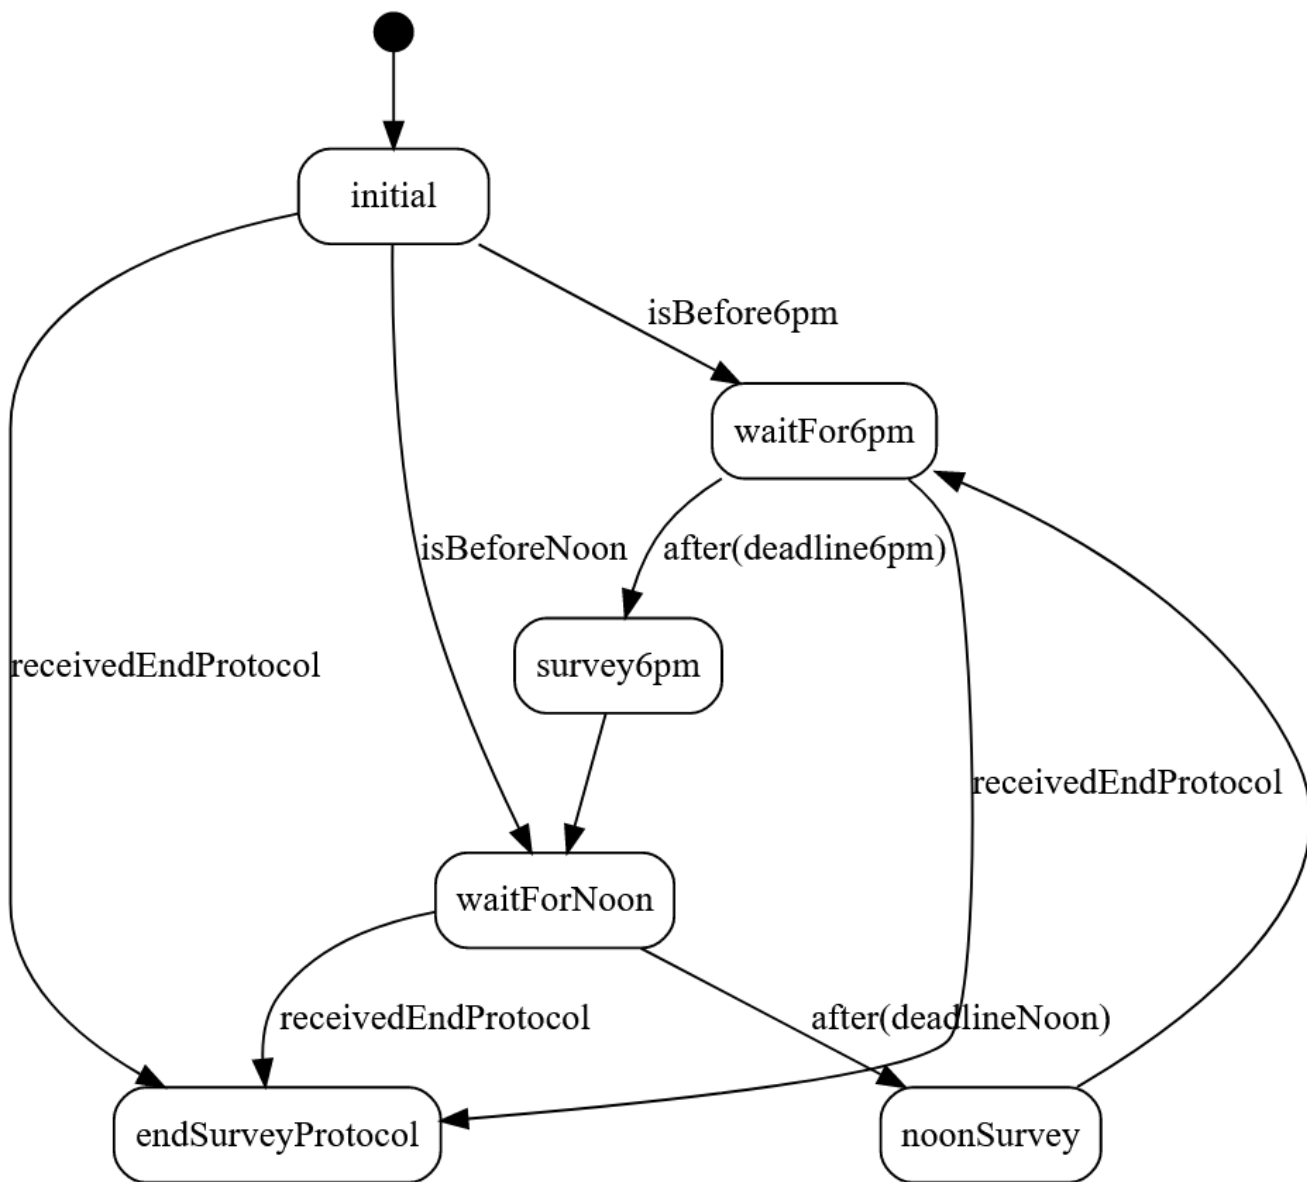 initial
isBefore6pm
waitFor6pm
isBeforeNoon
after(deadline6pm)
receivedEndProtocol
survey6pm
receivedEndProtocol
waitForNoon
receivedEndProtocol
after(deadlineNoon)
endSurveyProtocol
noonSurvey